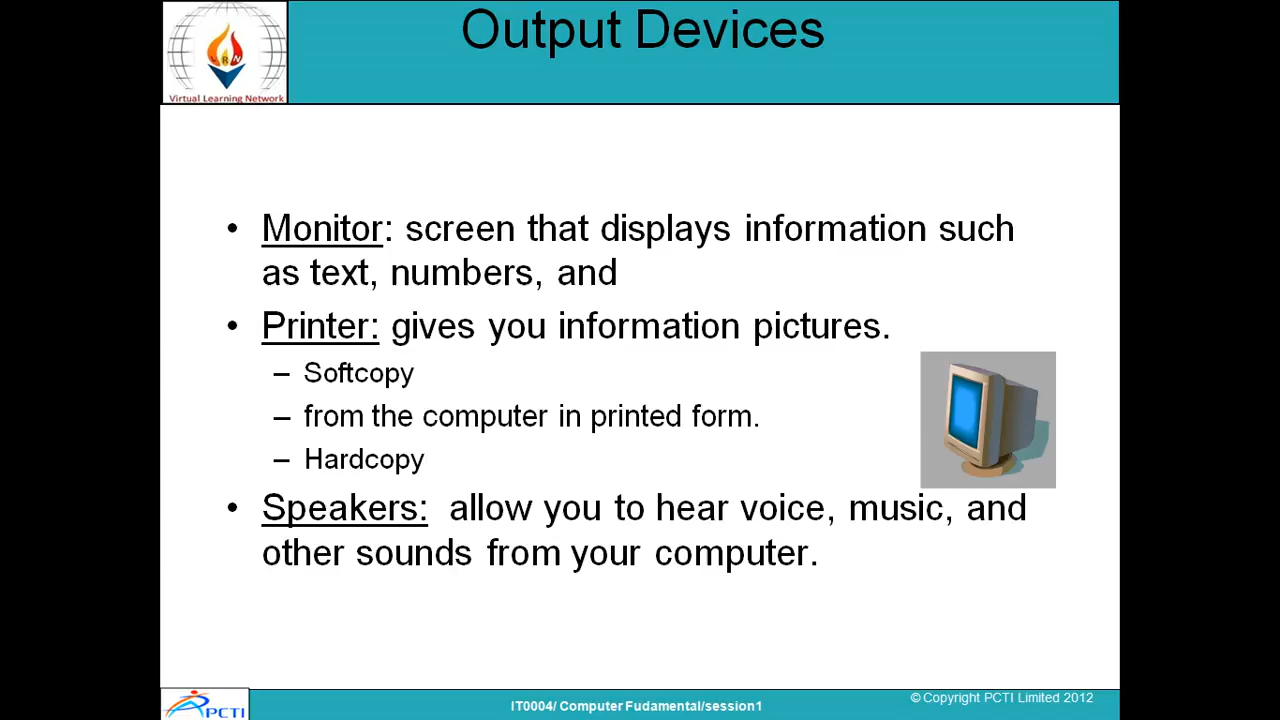 Output Devices
VLRN
Virtual Learning Network
• Monitor: screen that displays information such
as text, numbers, and
• Printer: gives you information pictures.
– Softcopy
– from the computer in printed form.
– Hardcopy
• Speakers: allow you to hear voice, music, and
other sounds from your computer.
PCTI
IT0004/ Computer Fudamental/session1
© Copyright PCTI Limited 2012